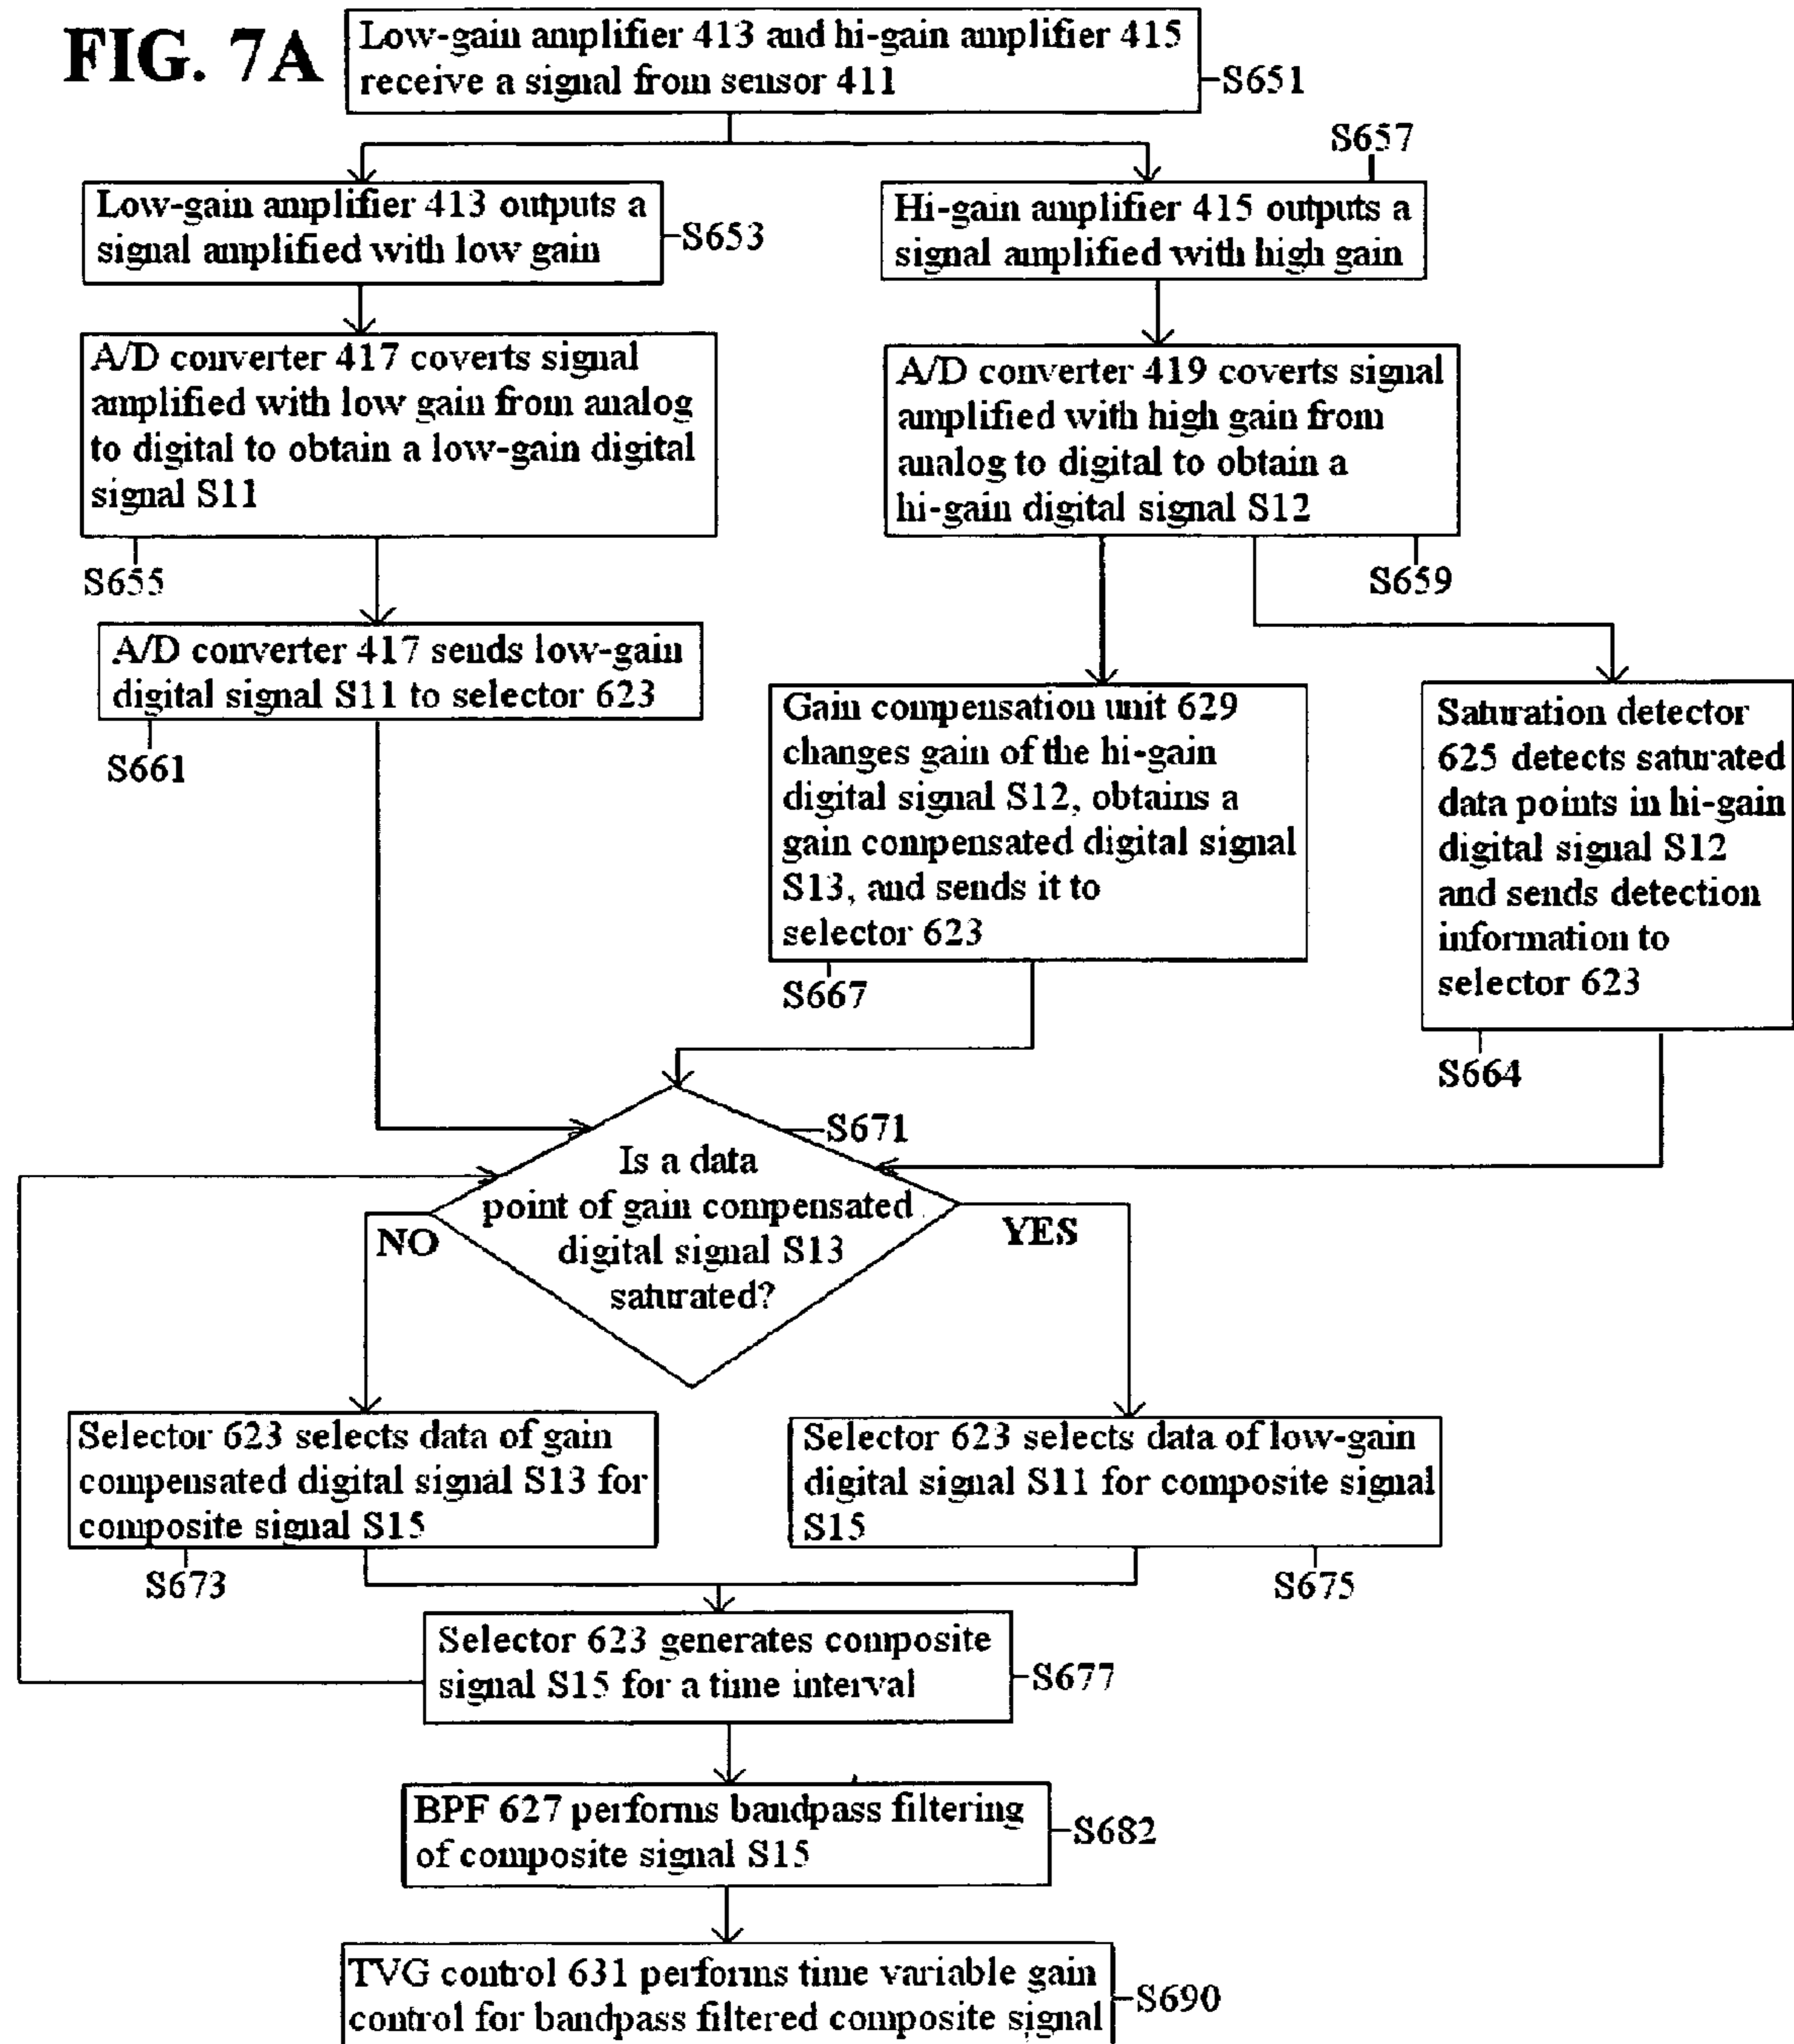 FIG. 7A
Low-gain amplifier 413 and hi-gain amplifier 415
receive a signal from sensor 411
S651
S657
Low-gain amplifier 413 outputs a
signal amplified with low gain
S653
Hi-gain amplifier 415 outputs a
signal amplified with high gain
A/D converter 417 coverts signal
amplified with low gain from analog
to digital to obtain a low-gain digital
signal S11
S655
A/D converter 419 coverts signal
amplified with high gain from
analog to digital to obtain a
hi-gain digital signal S12
S659
A/D converter 417 sends low-gain
digital signal S11 to selector 623
S661
Gain compensation unit 629
changes gain of the hi-gain
digital signal S12, obtains a
gain compensated digital signal
S13, and sends it to
selector 623
S667
Saturation detector
625 detects saturated
data points in hi-gain
digital signal S12
and sends detection
information to
selector 623
S664
S671
Is a data
point of gain compensated
digital signal S13
saturated?
NO
YES
Selector 623 selects data of gain
compensated digital signal S13 for
composite signal S15
S673
Selector 623 selects data of low-gain
digital signal S11 for composite signal
S15
S675
Selector 623 generates composite
signal S15 for a time interval
S677
BPF 627 performs bandpass filtering
of composite signal S15
S682
TVG control 631 performs time variable gain
control for bandpass filtered composite signal
S690